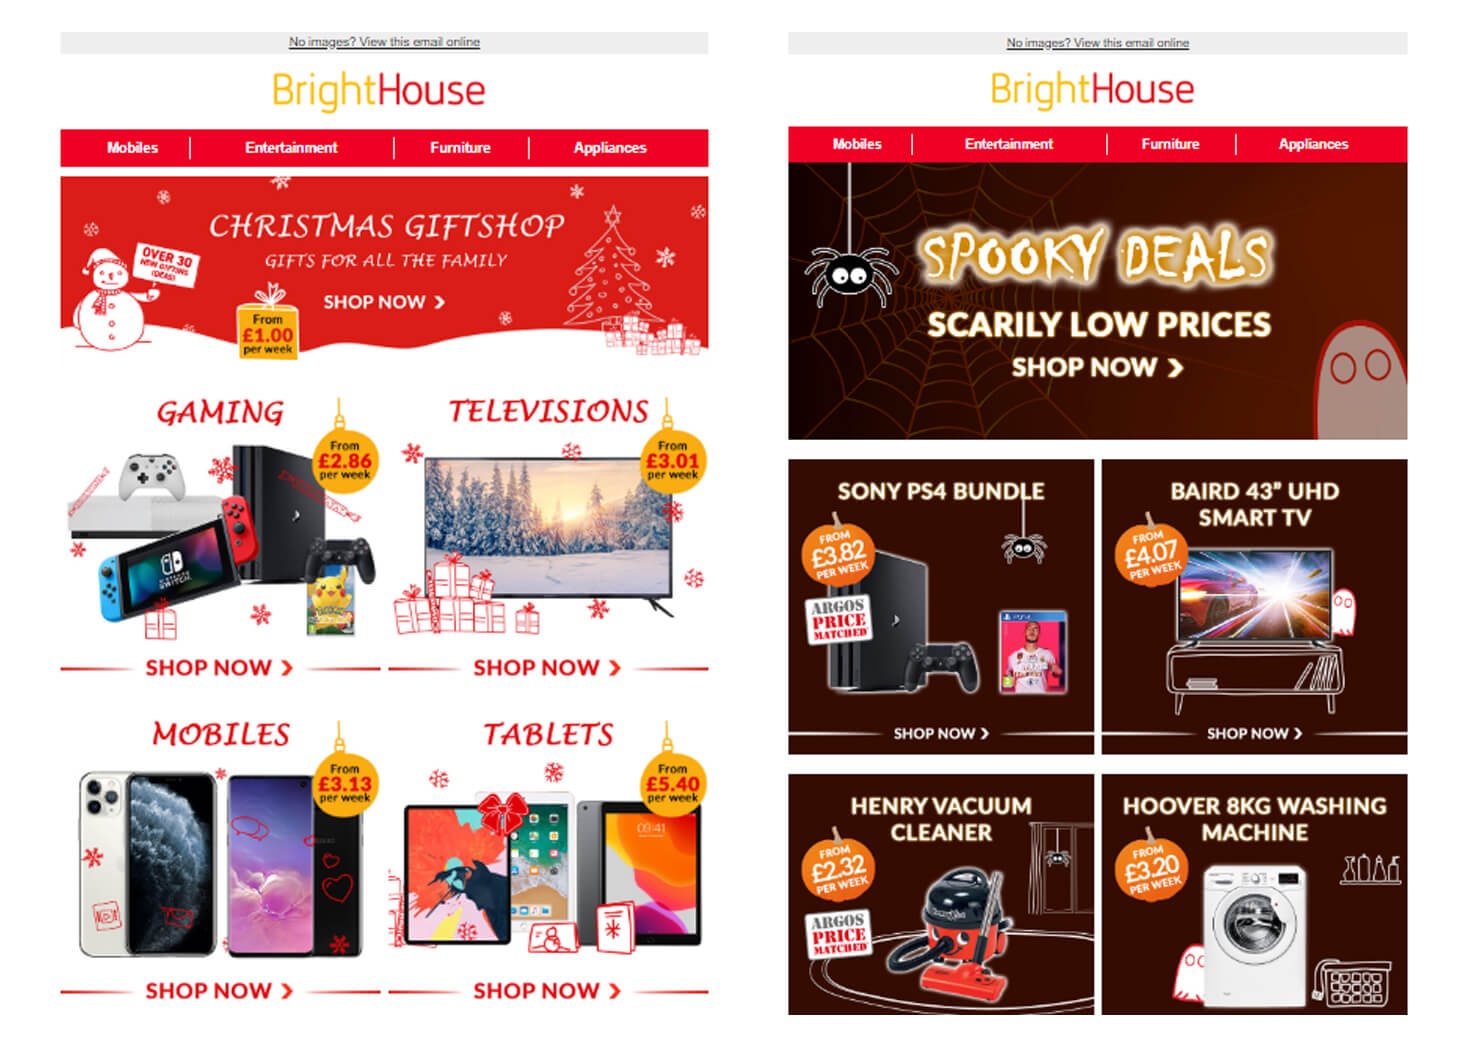 No images? View this email online
BrightHouse
Mobiles
Entertainment
Furniture
Appliances
CHRISTMAS GIFTSHOP
GIFTS FOR ALL THE FAMILY
SHOP NOW
OVER 30
NEW GIFTING
IDEAS!
From
£1.00
per week
GAMING
From
£2.86
per week
SWITCH
SHOP NOW
TELEVISIONS
From
£3.01
per week
SHOP NOW
MOBILES
From
£3.13
per week
SHOP NOW
TABLETS
From
£5.40
per week
09:41
SHOP NOW
No images? View this email online
BrightHouse
Mobiles
Entertainment
Furniture
Appliances
SPOOKY DEALS
SCARILY LOW PRICES
SHOP NOW
SONY PS4 BUNDLE
FROM
£3.82
PER WEEK
ARGOS
PRICE
MATCHED
PS4
SHOP NOW
BAIRD 43” UHD
SMART TV
FROM
£4.07
PER WEEK
SHOP NOW
HENRY VACUUM
CLEANER
FROM
£2.32
PER WEEK
ARGOS
PRICE
MATCHED
HOOVER 8KG WASHING
MACHINE
FROM
£3.20
PER WEEK